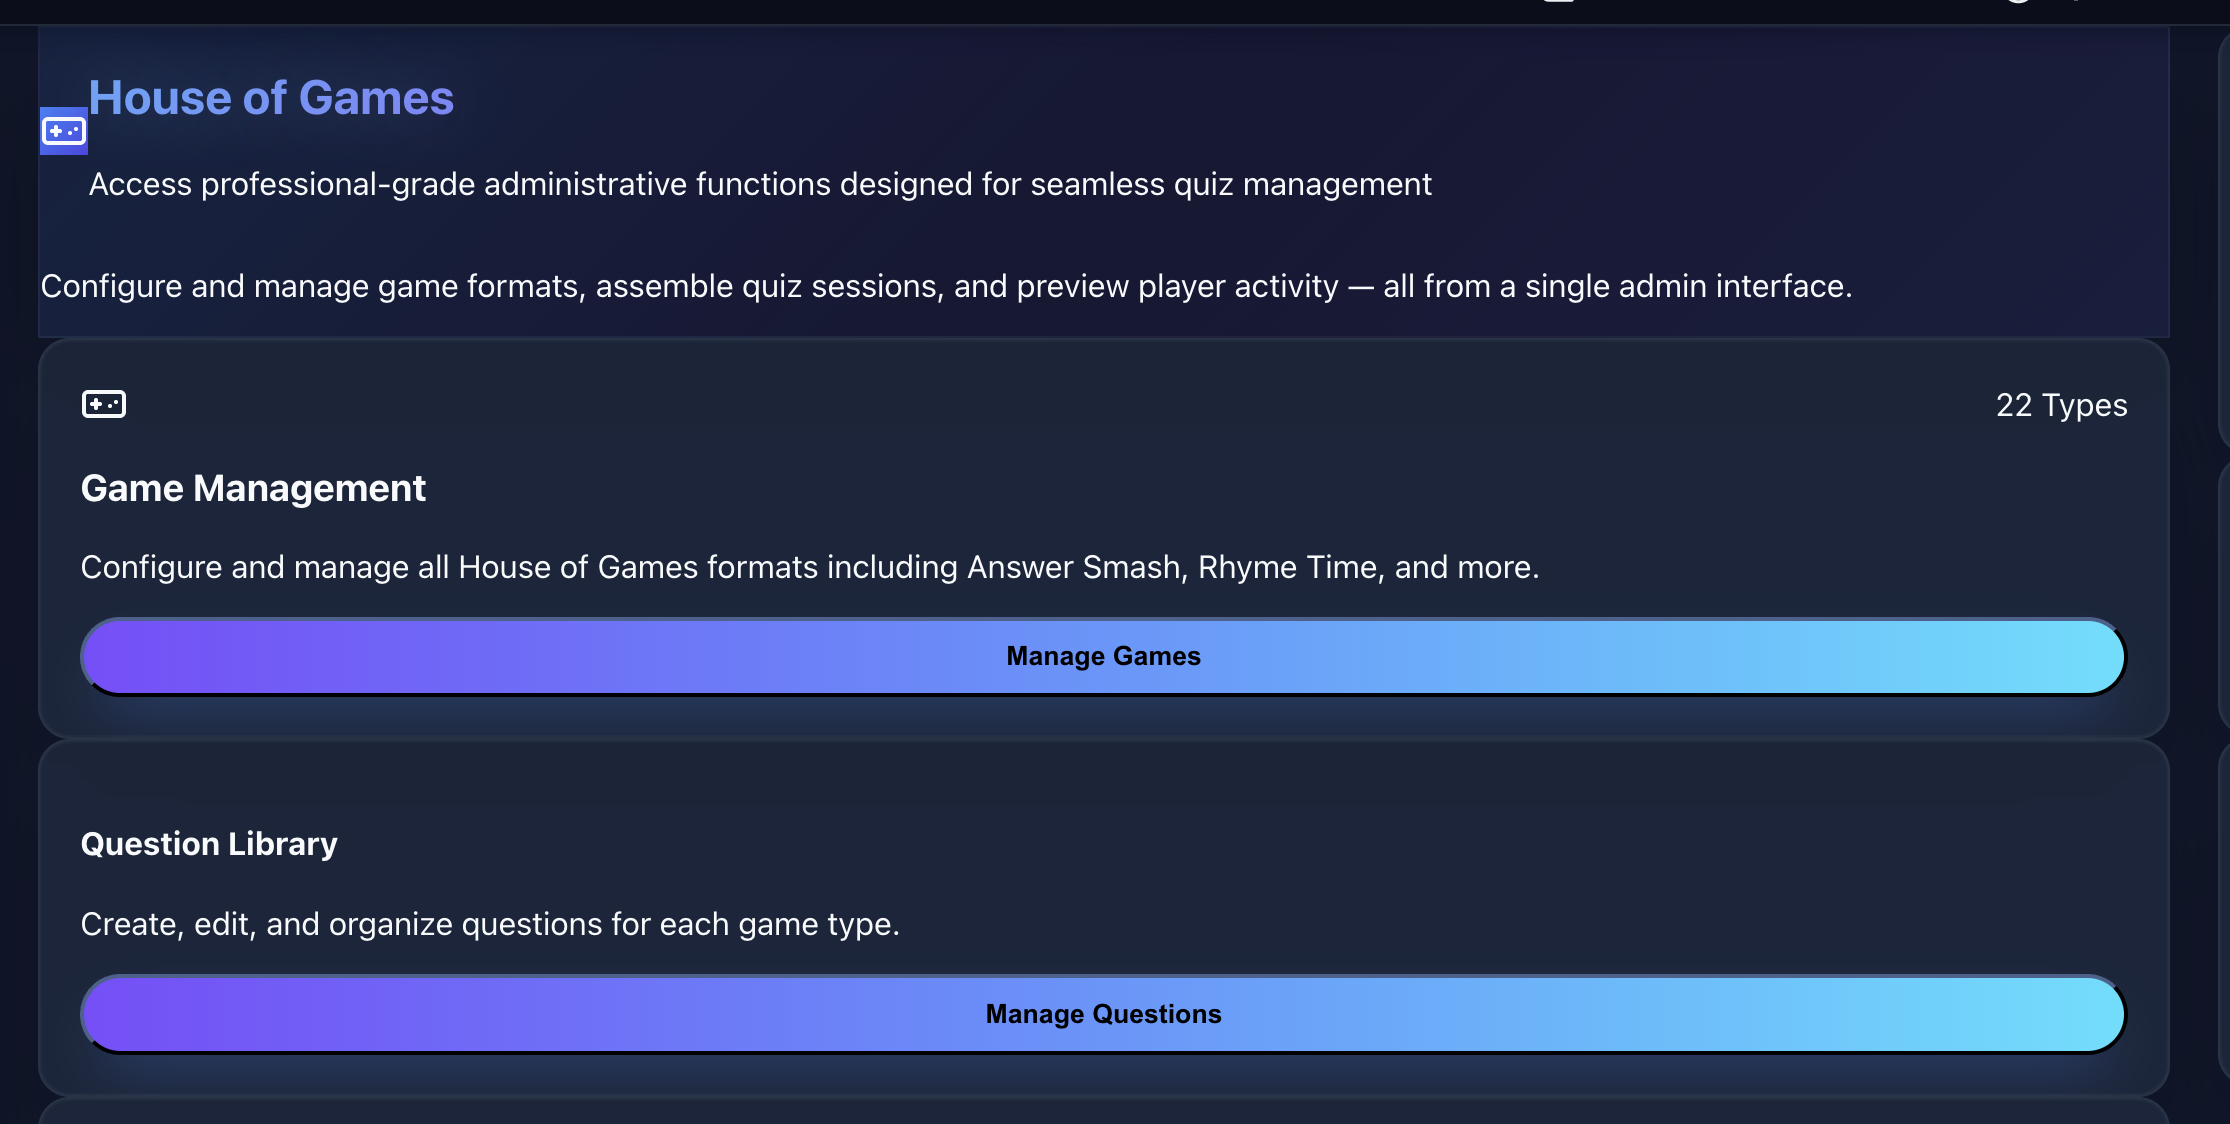 House of Games
Access professional-grade administrative functions designed for seamless quiz management
Configure and manage game formats, assemble quiz sessions, and preview player activity — all from a single admin interface.
22 Types
Game Management
Configure and manage all House of Games formats including Answer Smash, Rhyme Time, and more.
Manage Games
Question Library
Create, edit, and organize questions for each game type.
Manage Questions